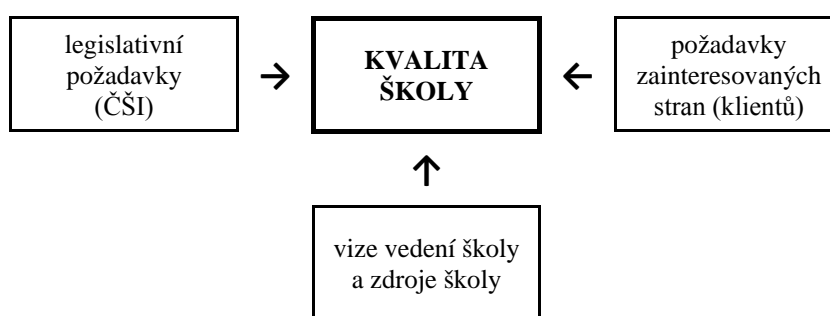 legislativní
požadavky
(ČŠI)
→
KVALITA
ŠKOLY
←
požadavky
zainteresovaných
stran (klientů)
↑
vize vedení školy
a zdroje školy